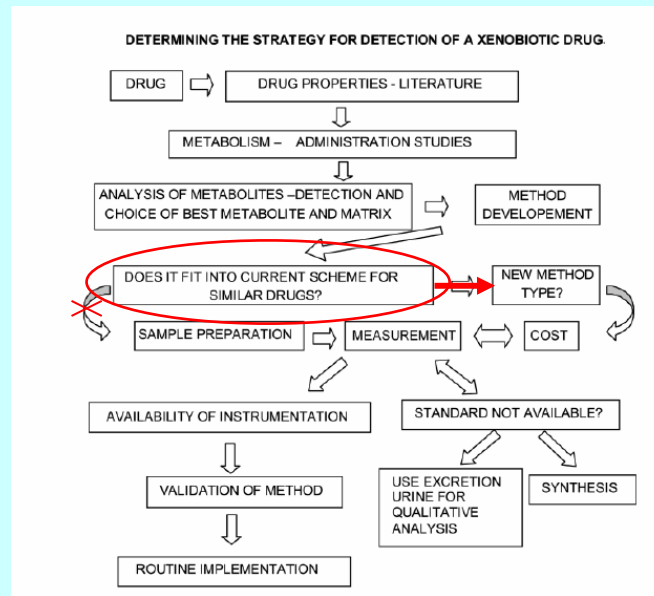 DETERMINING THE STRATEGY FOR DETECTION OF A XENOBIOTIC DRUG.
DRUG
DRUG PROPERTIES - LITERATURE
METABOLISM – ADMINISTRATION STUDIES
ANALYSIS OF METABOLITES –DETECTION AND
CHOICE OF BEST METABOLITE AND MATRIX
METHOD
DEVELOPEMENT
DOES IT FIT INTO CURRENT SCHEME FOR
SIMILAR DRUGS?
NEW METHOD
TYPE?
SAMPLE PREPARATION
MEASUREMENT
COST
AVAILABILITY OF INSTRUMENTATION
STANDARD NOT AVAILABLE?
VALIDATION OF METHOD
USE EXCRETION
URINE FOR
QUALITATIVE
ANALYSIS
SYNTHESIS
ROUTINE IMPLEMENTATION